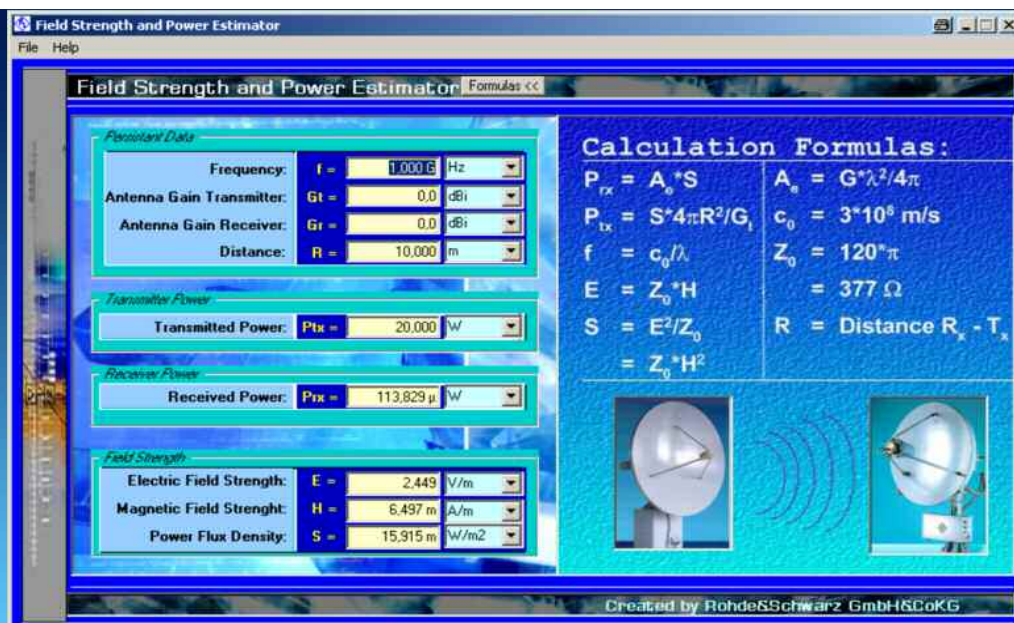 Field Strength and Power Estimator
File Help
Field Strength and Power Estimator Formulas <<
Persistant Data
Frequency: f = 1,000 G Hz
Antenna Gain Transmitter: Gt = 0,0 dBi
Antenna Gain Receiver: Gr = 0,0 dBi
Distance: R = 10,000 m
Transmitter Power
Transmitted Power: Ptx = 20,000 W
Receiver Power
Received Power: Prx = 113,829 µ W
Field Strength
Electric Field Strength: E = 2,449 V/m
Magnetic Field Strenght: H = 6,497 m A/m
Power Flux Density: S = 15,915 m W/m2
Calculation Formulas:
Prx = Ae*S
Ptx = S*4πR²/Gt
f = c0/λ
E = Z0*H
S = E²/Z0
= Z0*H²
Ae = G*λ²/4π
c0 = 3*10⁸ m/s
Z0 = 120*π
= 377 Ω
R = Distance Rx - Tx
Created by Rohde&Schwarz GmbH&CoKG